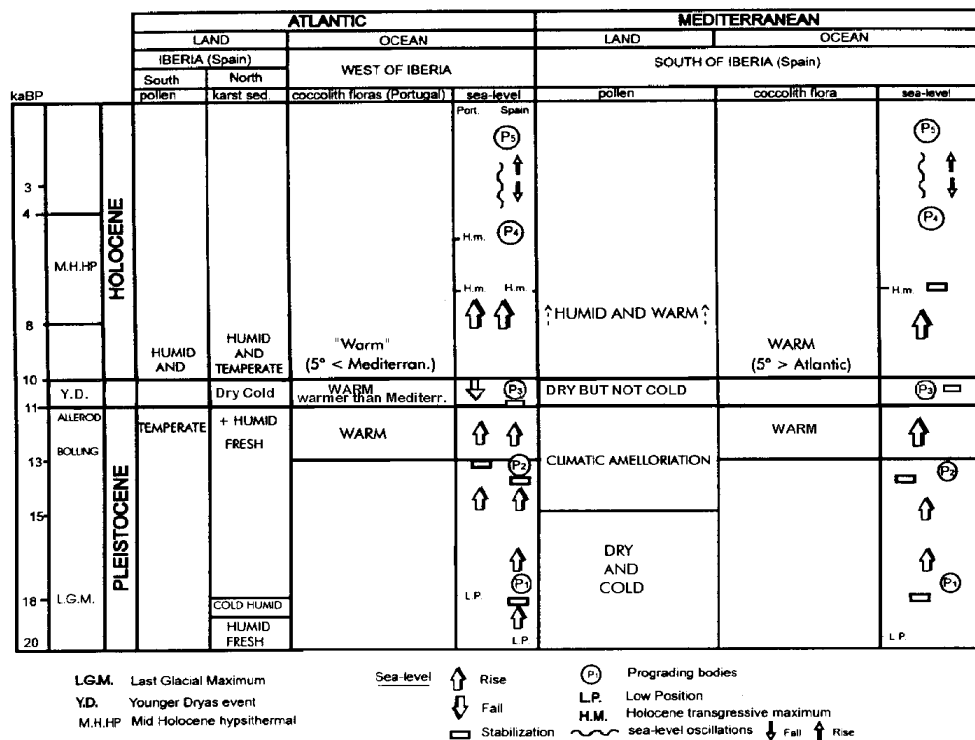 ATLANTIC MEDITERRANEAN
LAND OCEAN LAND OCEAN
IBERIA (Spain) WEST OF IBERIA SOUTH OF IBERIA (Spain)
South North
kaBP pollen karst sed. coccolith floras (Portugal) sea-level pollen coccolith flora sea-level
Port. Spain
P5 P5
3
4 P4
H.m. P4
M.H.HP HOLOCENE
H.m. H.m. H.m.
HUMID AND WARM
8
HUMID AND HUMID AND TEMPERATE "Warm" (5° < Mediterran.) WARM (5° > Atlantic)
10
Y.D. Dry Cold WARM warmer than Mediterr. P3 DRY BUT NOT COLD P3
11
ALLEROD TEMPERATE + HUMID FRESH WARM WARM
BOLLING
13 CLIMATIC AMELLORIATION
P2 P2
15
PLEISTOCENE
DRY AND COLD
P1 P1
18 L.G.M. COLD HUMID L.P.
HUMID FRESH
20 L.P. L.P.
L.G.M. Last Glacial Maximum
Y.D. Younger Dryas event
M.H.HP Mid Holocene hypsithermal
Sea-level Rise
Fall
Stabilization
P1 Prograding bodies
L.P. Low Position
H.M. Holocene transgressive maximum
sea-level oscillations Fall Rise